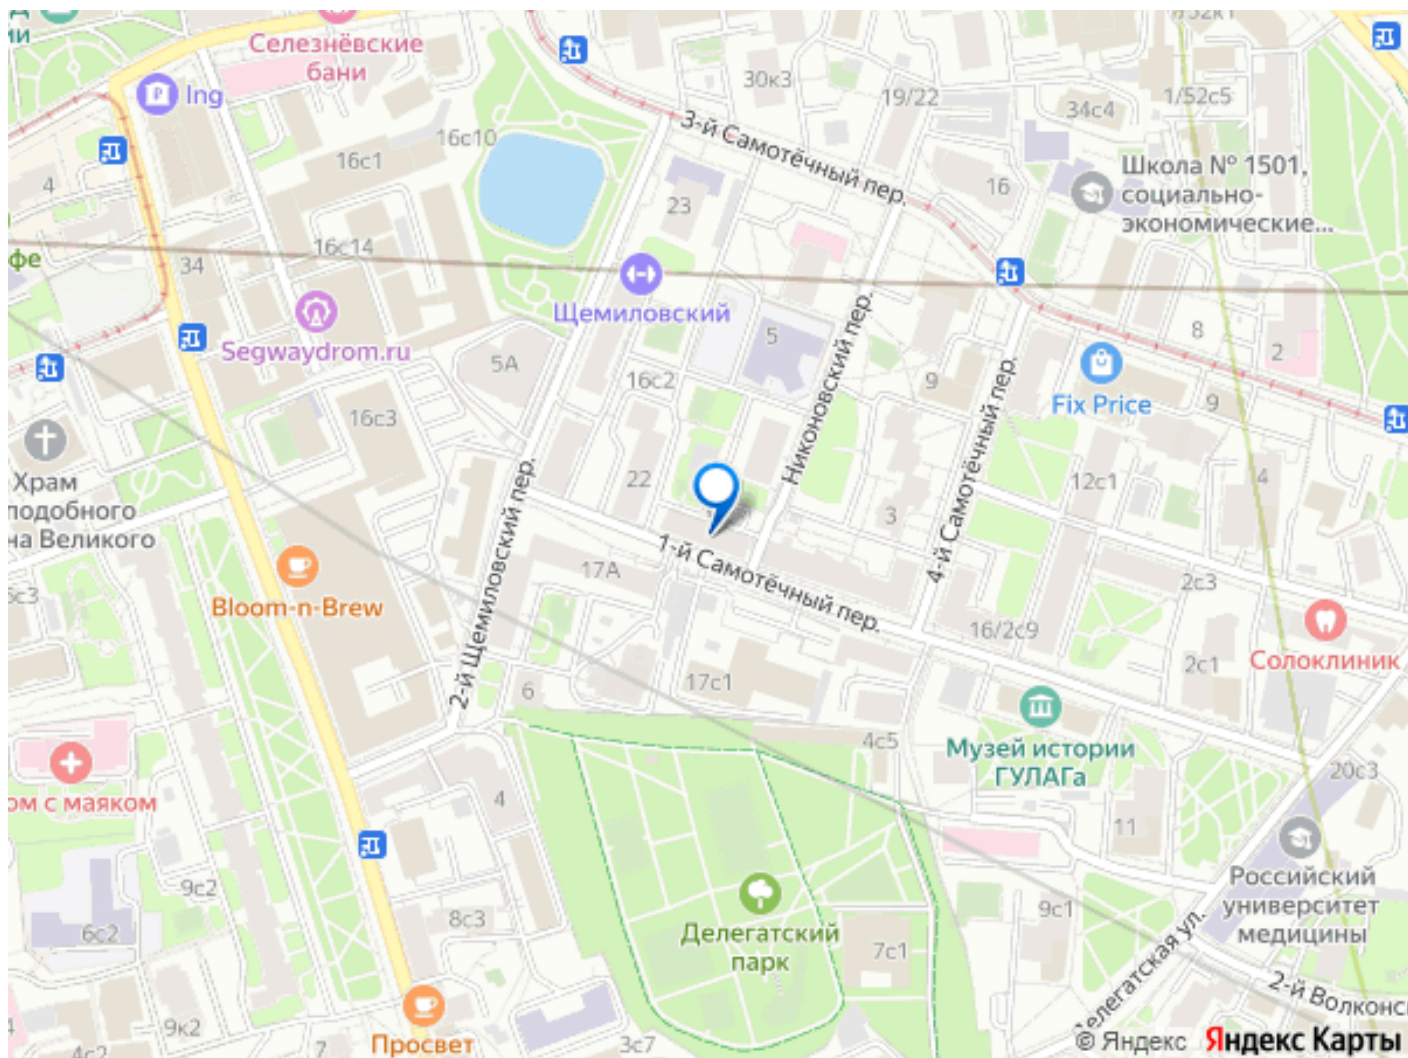 Селезнёвские
бани
Ing
30к3
19/22
1/52с5
34с4
16с10
16с1
3-й Самотёчный пер.
Школа № 1501,
социально-
экономические...
4
16
23
16с14
фе
34
Щемиловский
Segwaydrom.ru
5
8
2
5А
16с2
9
Fix Price
9
16с3
Никоновский пер.
4-й Самотёчный пер.
Храм
подобного
на Великого
22
12с1
4
3
2-й Щемиловский пер.
1-й Самотёчный пер.
17А
2с3
Bloom-n-Brew
16/2с9
Солоклиник
2с1
6
17с1
4с5
Музей истории
ГУЛАГа
20с3
ом с маяком
4
11
Российский
университет
медицины
9с2
8с3
9с1
6с2
Делегатский
парк
7с1
Делегатская ул.
2-й Волконс
9к2
Просвет
7
3с7
4с2
© Яндекс Яндекс Карты